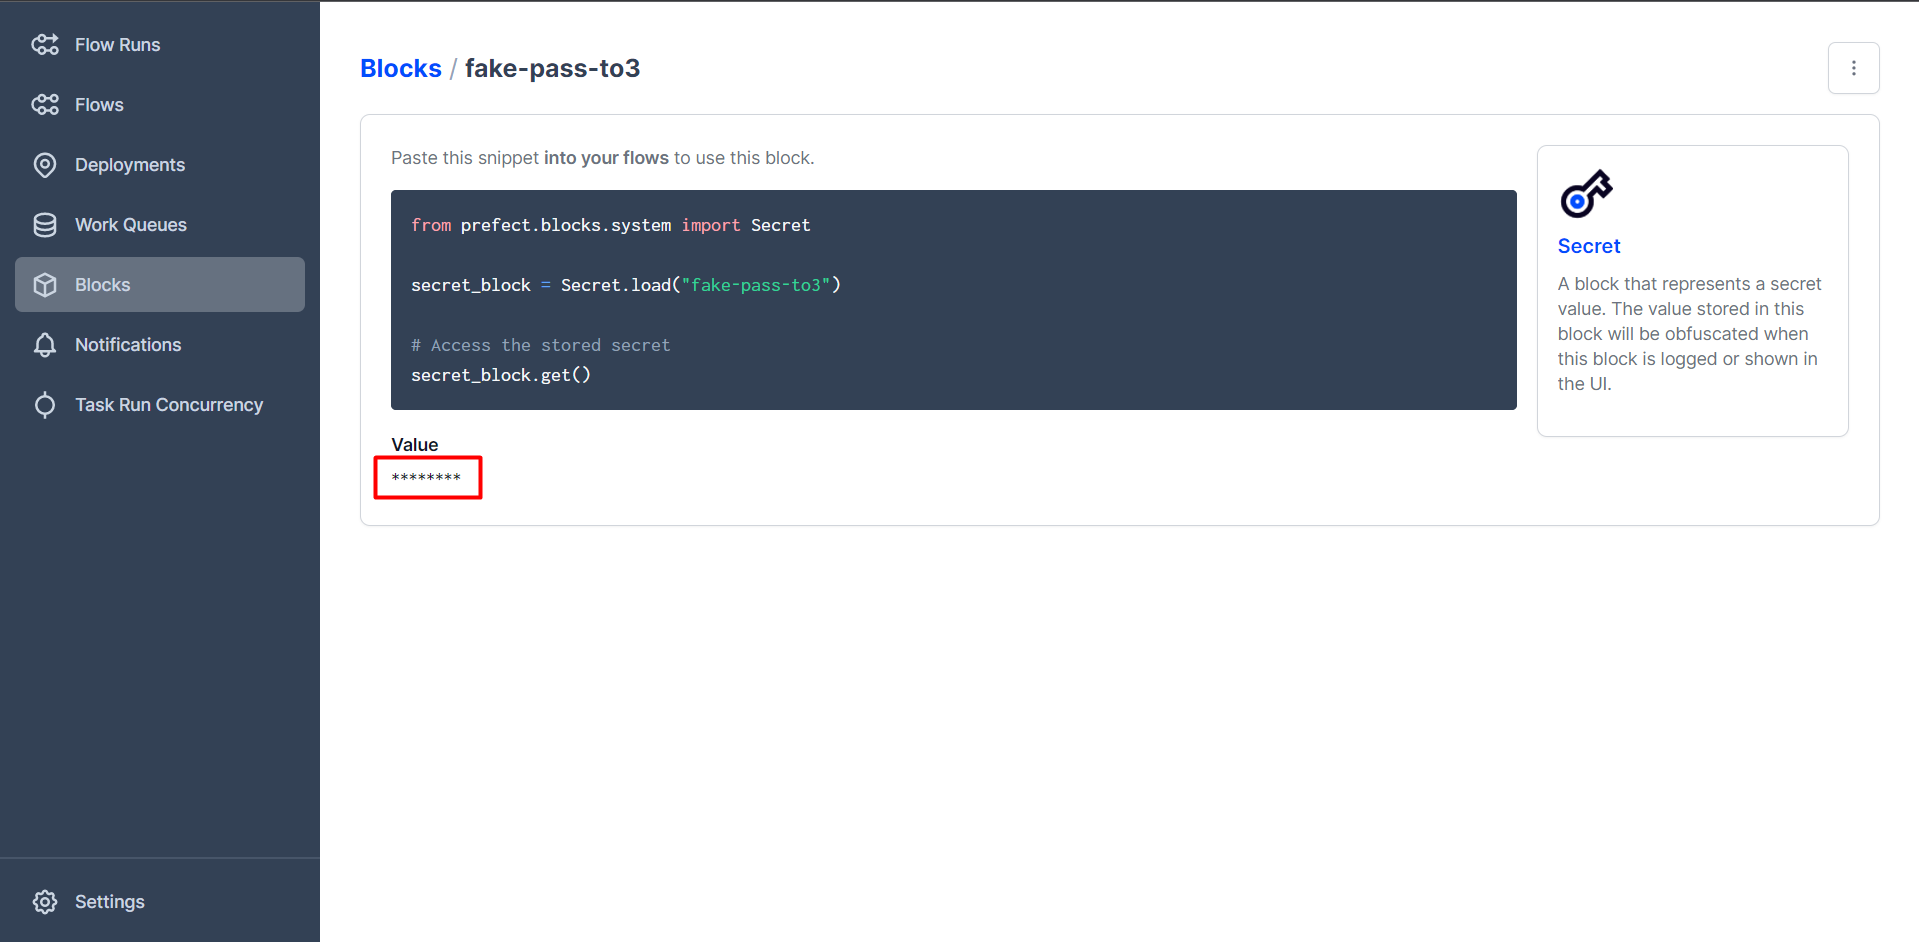 Flow Runs
Flows
Deployments
Work Queues
Blocks
Notifications
Task Run Concurrency
Settings
Blocks / fake-pass-to3
Paste this snippet into your flows to use this block.
from prefect.blocks.system import Secret
secret_block = Secret.load("fake-pass-to3")
# Access the stored secret
secret_block.get()
Value
********
Secret
A block that represents a secret
value. The value stored in this
block will be obfuscated when
this block is logged or shown in
the UI.